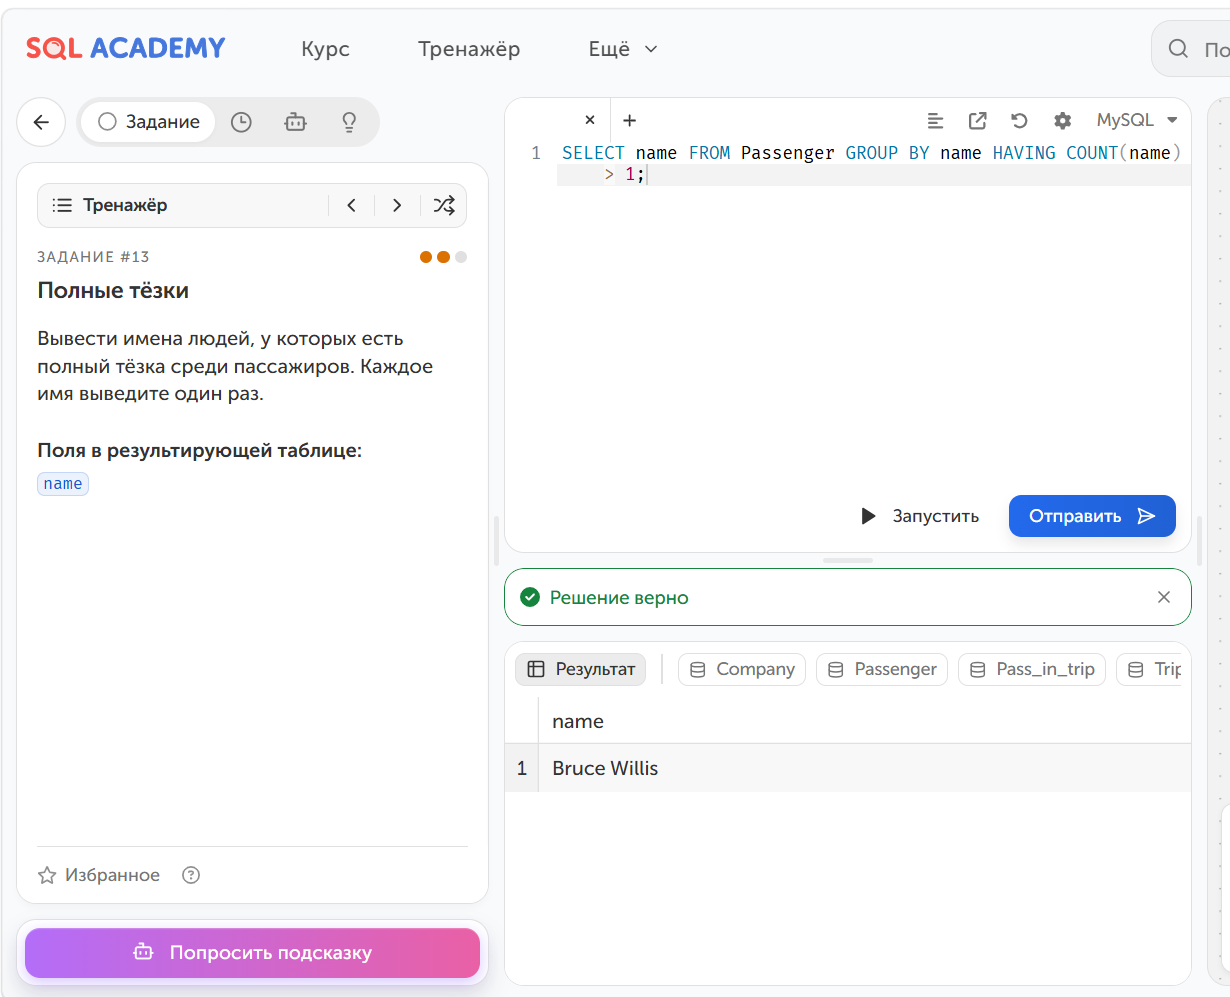 SQL ACADEMY
Курс
Тренажёр
Ещё
По
Задание
Тренажёр
ЗАДАНИЕ #13
Полные тёзки
Вывести имена людей, у которых есть
полный тёзка среди пассажиров. Каждое
имя выведите один раз.
Поля в результирующей таблице:
name
Избранное
Попросить подсказку
MySQL
1
SELECT name FROM Passenger GROUP BY name HAVING COUNT(name)
> 1;
Запустить
Отправить
Решение верно
Результат
Company
Passenger
Pass_in_trip
Trip
name
1
Bruce Willis